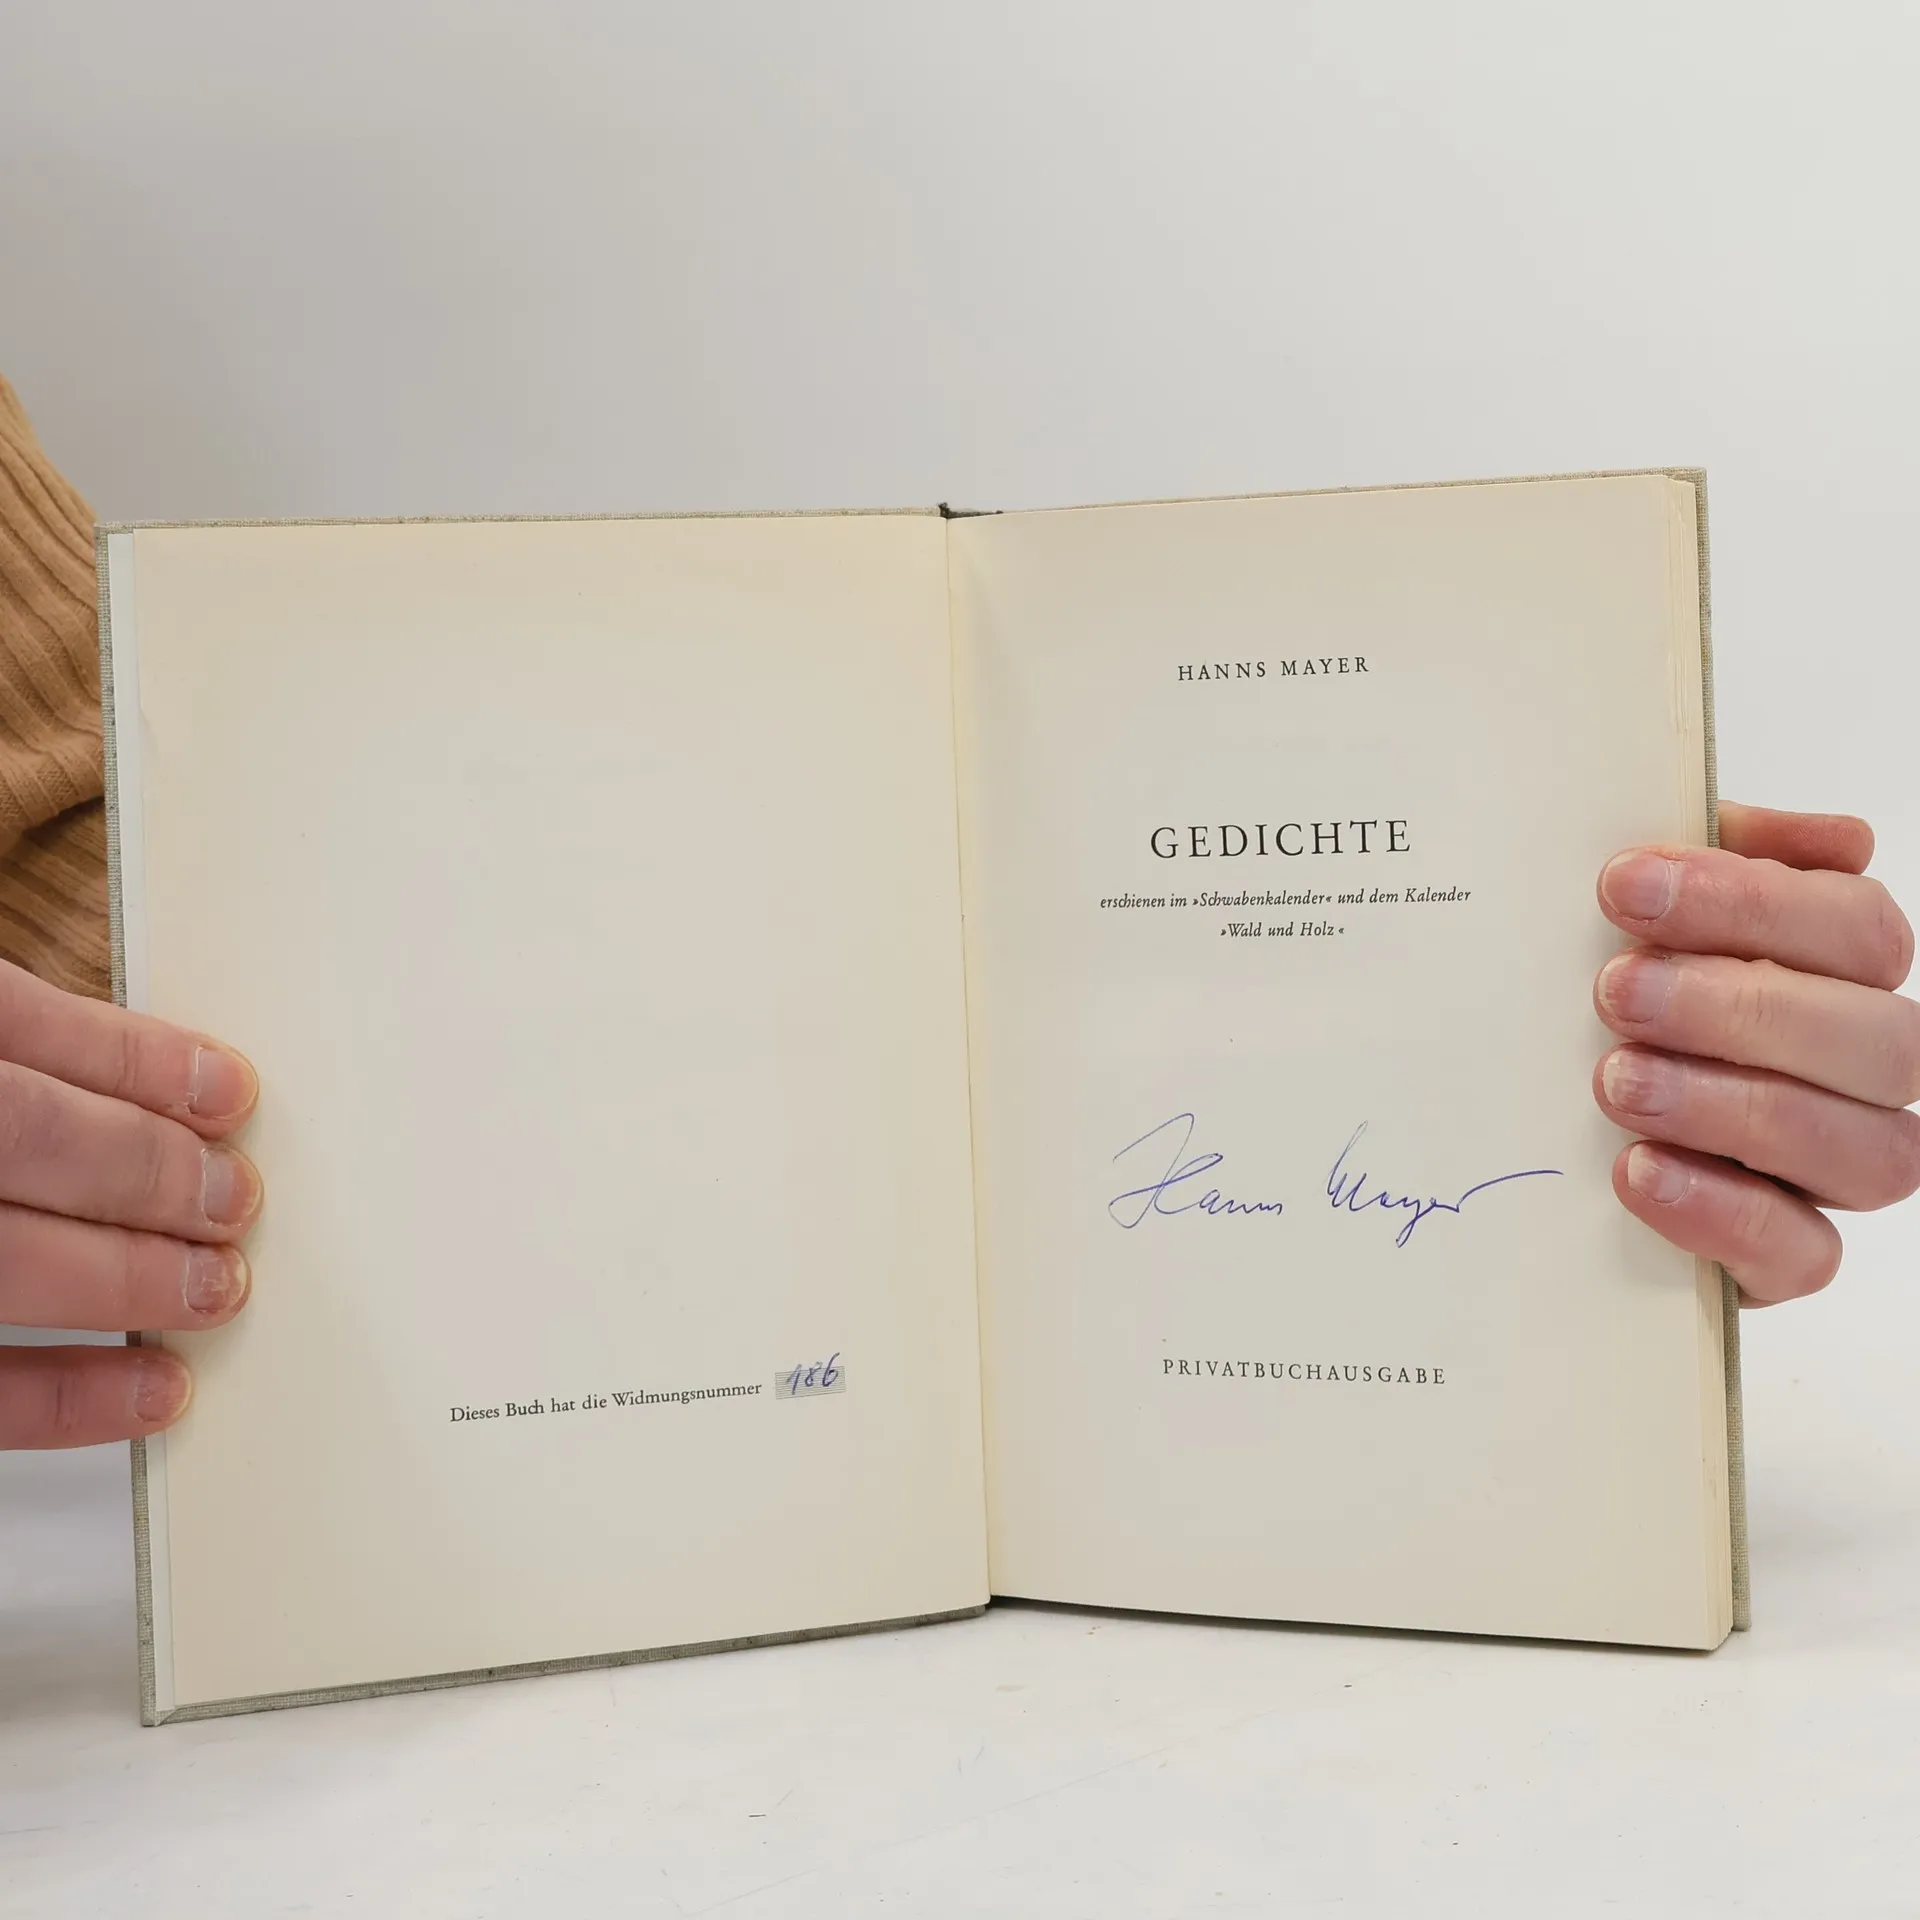 Dieses Buch hat die Widmungsnummer 186
HANNS MAYER
GEDICHTE
erschienen im »Schwabenkalender« und dem Kalender
»Wald und Holz«
Hanns Mayer
PRIVATBUCHAUSGABE